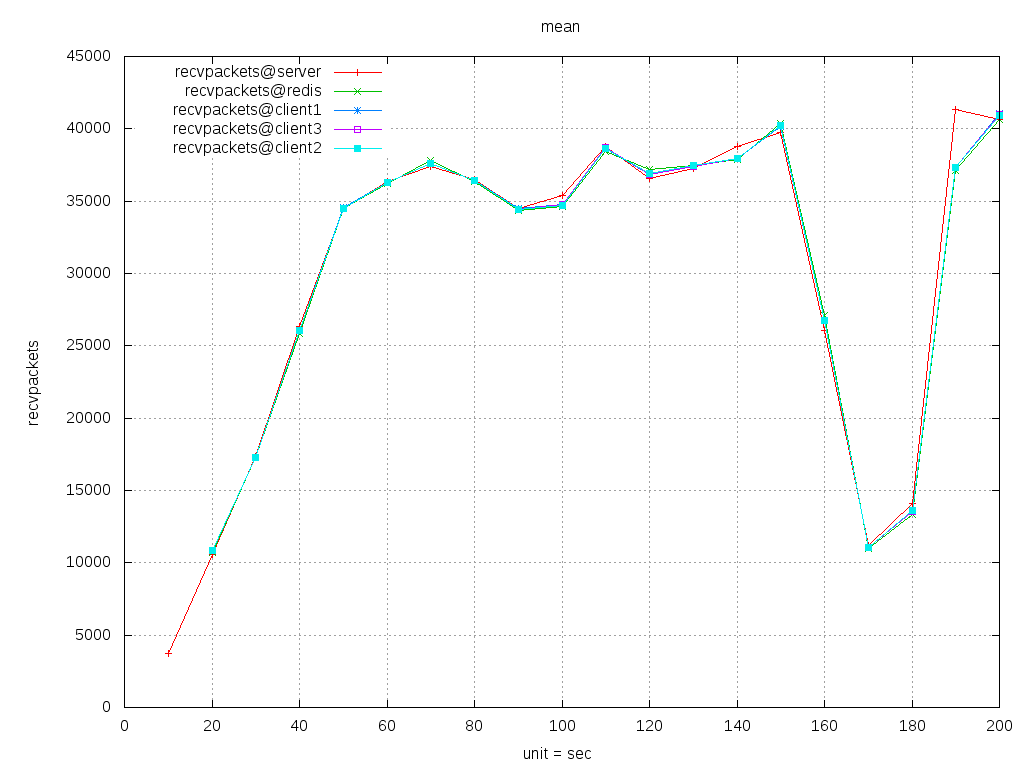 mean
45000
40000
35000
30000
25000
20000
15000
10000
5000
0
recvpackets
recvpackets@server
recvpackets@redis
recvpackets@client1
recvpackets@client3
recvpackets@client2
0 20 40 60 80 100 120 140 160 180 200
unit = sec